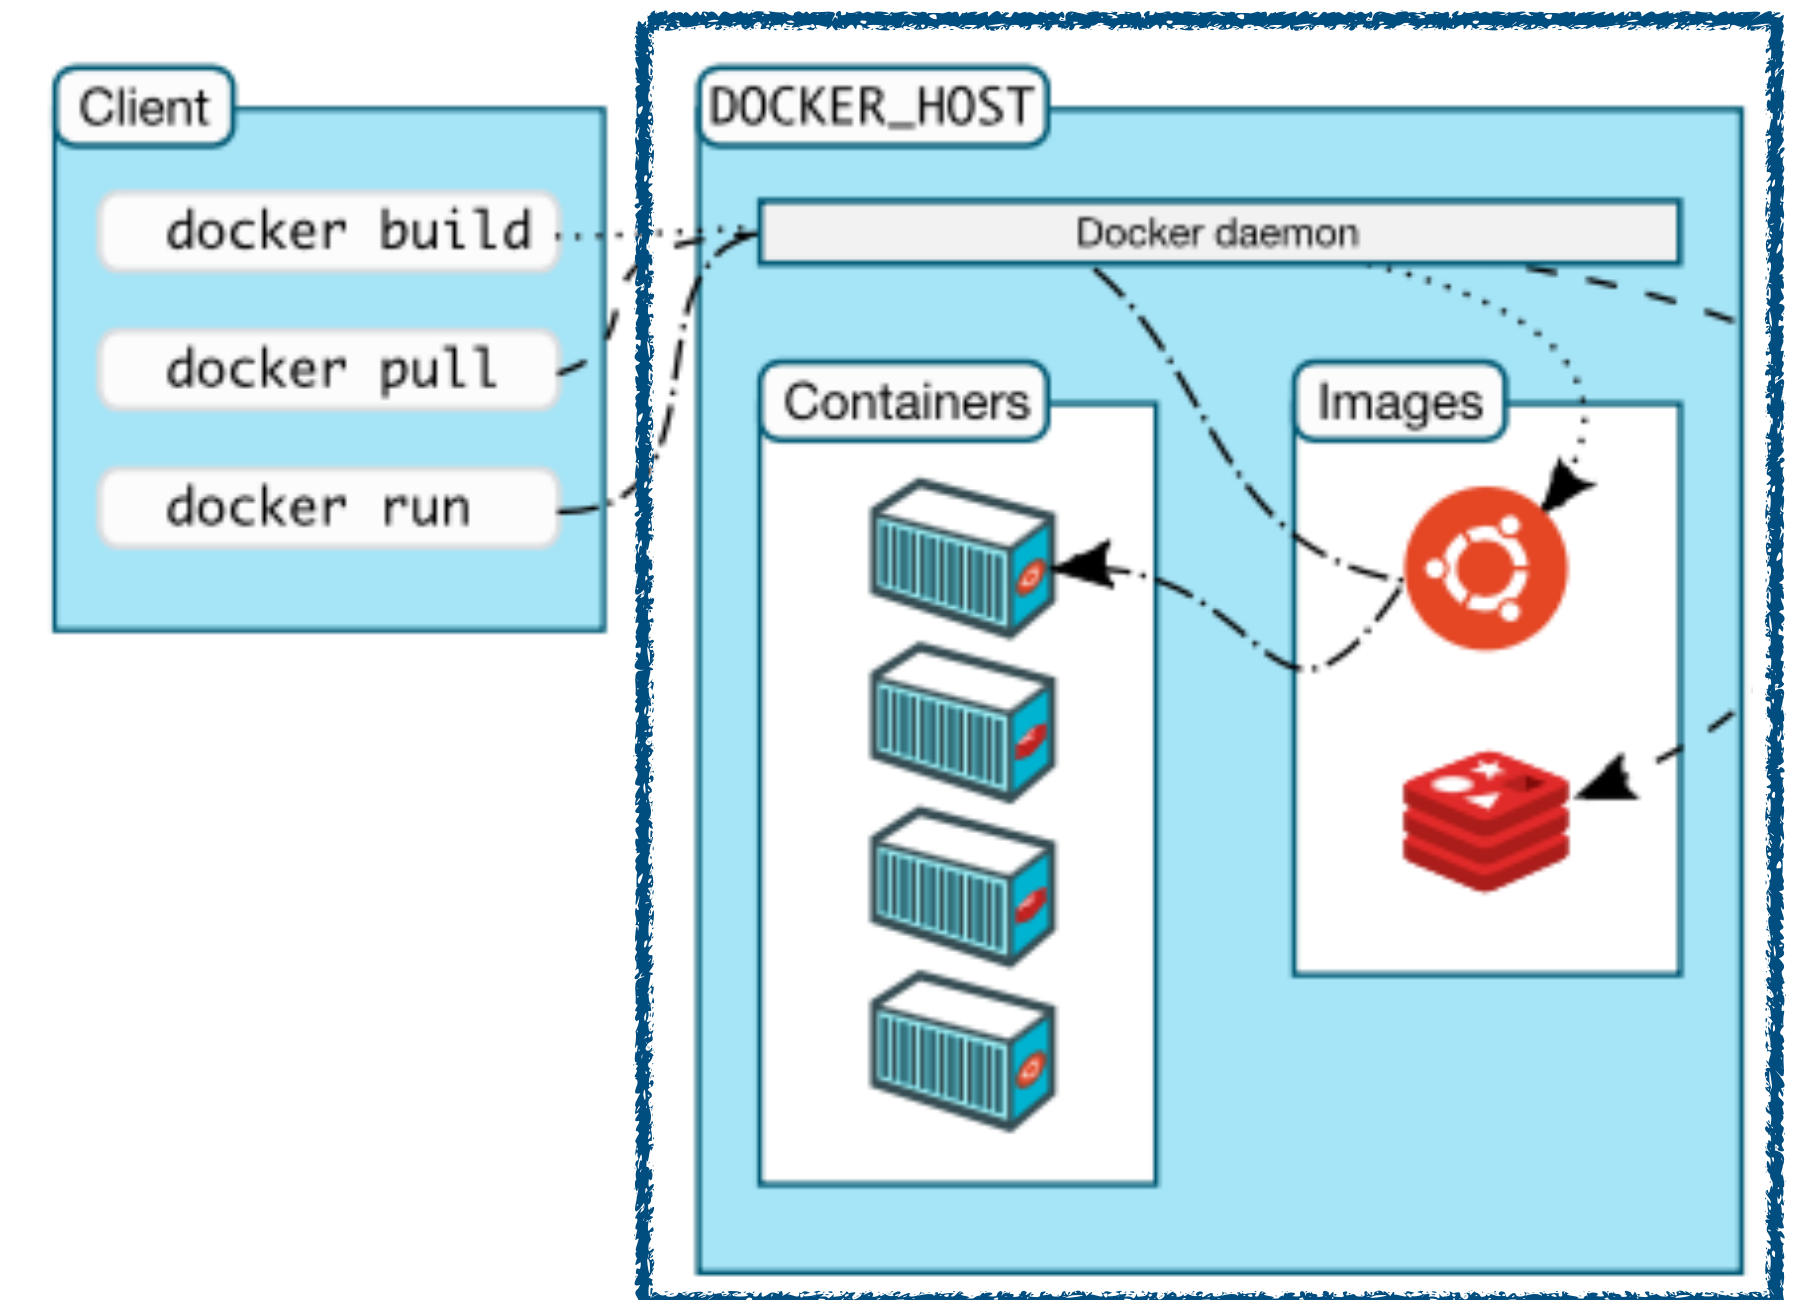 Client
docker build
docker pull
docker run
DOCKER_HOST
Docker daemon
Containers
Images